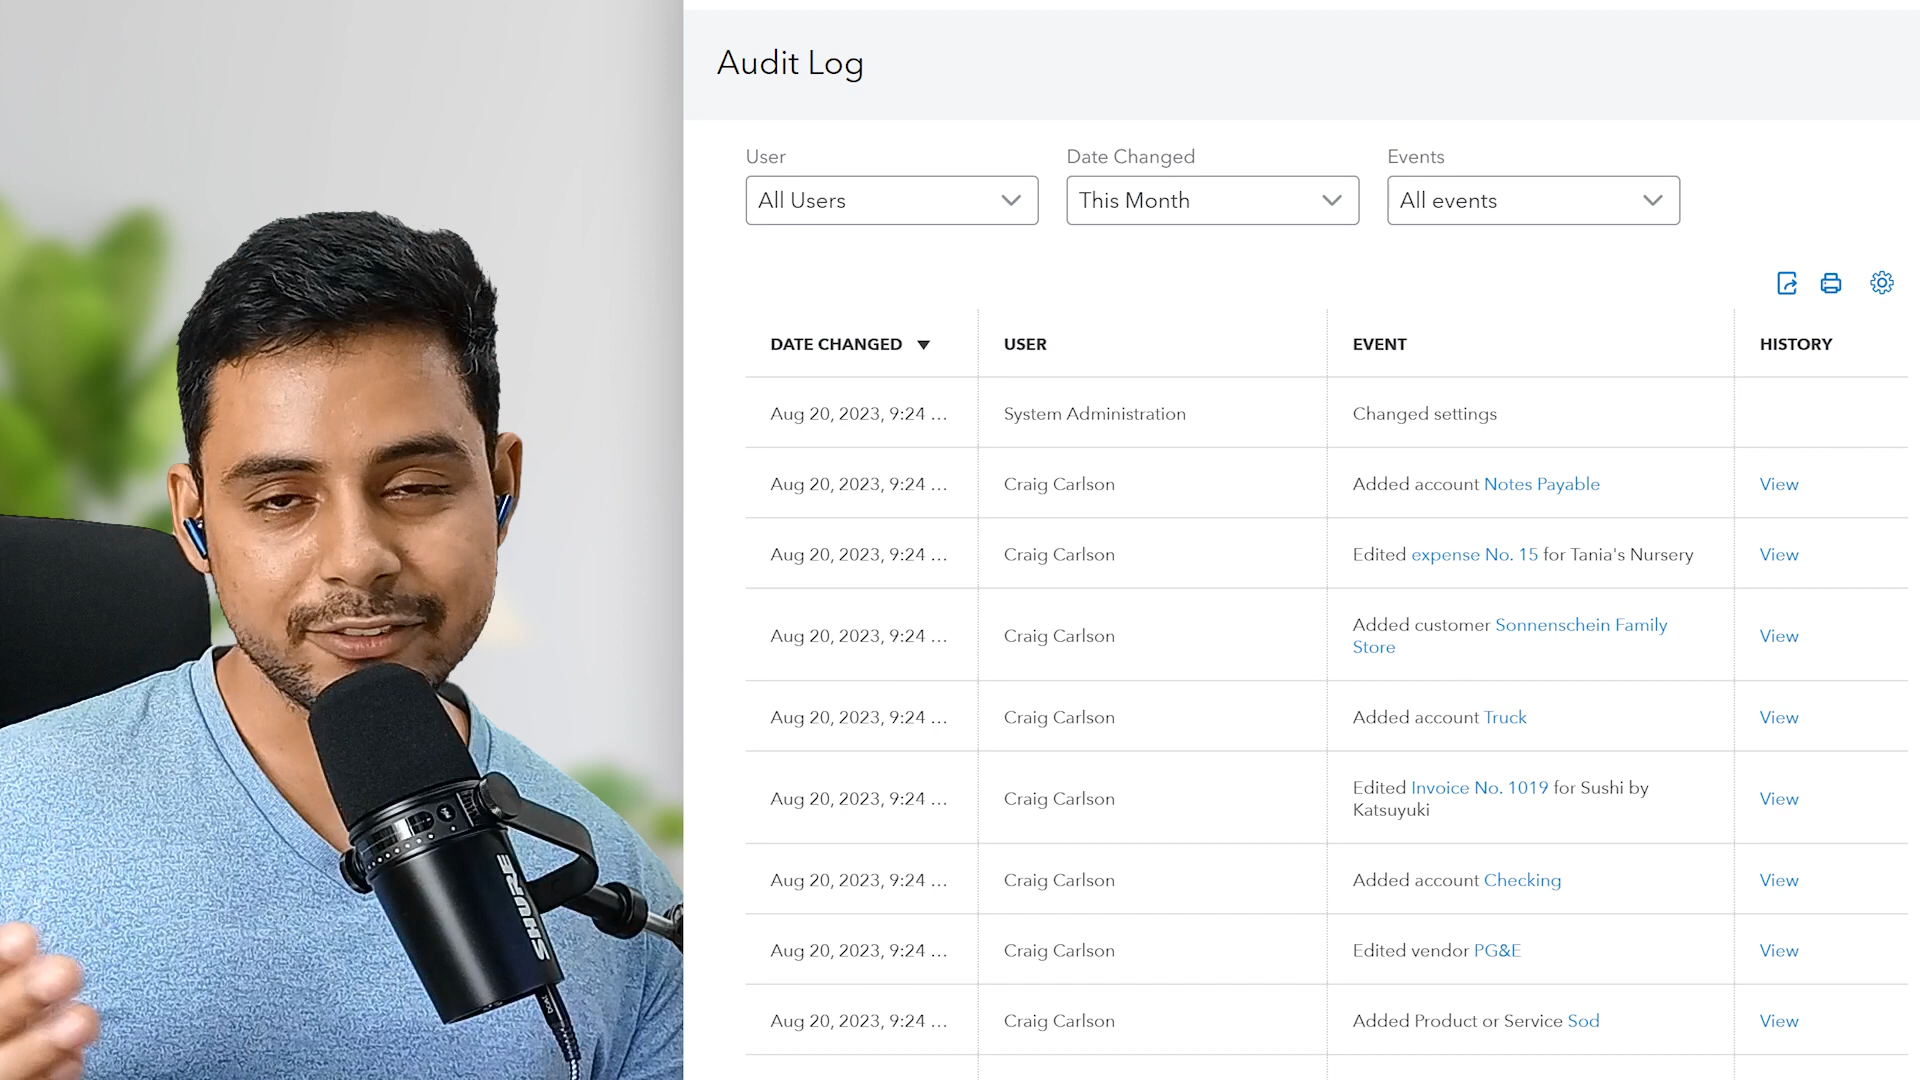 Audit Log
User
Date Changed
Events
All Users
This Month
All events
DATE CHANGED
USER
EVENT
HISTORY
Aug 20, 2023, 9:24 ...
System Administration
Changed settings
Aug 20, 2023, 9:24 ...
Craig Carlson
Added account Notes Payable
View
Aug 20, 2023, 9:24 ...
Craig Carlson
Edited expense No. 15 for Tania's Nursery
View
Aug 20, 2023, 9:24 ...
Craig Carlson
Added customer Sonnenschein Family
Store
View
Aug 20, 2023, 9:24 ...
Craig Carlson
Added account Truck
View
Aug 20, 2023, 9:24 ...
Craig Carlson
Edited Invoice No. 1019 for Sushi by
Katsuyuki
View
Aug 20, 2023, 9:24 ...
Craig Carlson
Added account Checking
View
Aug 20, 2023, 9:24 ...
Craig Carlson
Edited vendor PG&E
View
Aug 20, 2023, 9:24 ...
Craig Carlson
Added Product or Service Sod
View
SHURE